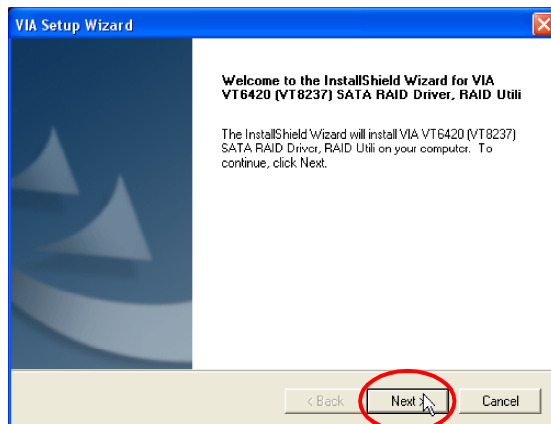 VIA Setup Wizard
Welcome to the InstallShield Wizard for VIA
VT6420 (VT8237) SATA RAID Driver, RAID Utili
The InstallShield Wizard will install VIA VT6420 (VT8237)
SATA RAID Driver, RAID Utili on your computer. To
continue, click Next.
< Back
Next >
Cancel